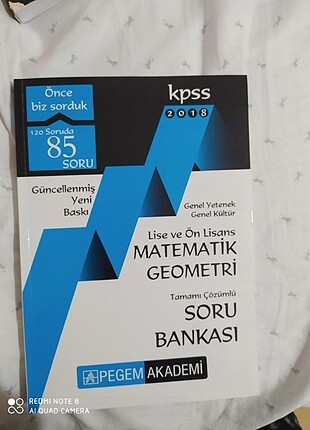 Önce
biz sorduk
120 Soruda
85
SORU
Güncellenmiş
Yeni
Baskı
kpss
2018
Genel Yetenek
Genel Kültür
Lise ve Ön Lisans
MATEMATİK
GEOMETRİ
Tamamı Çözümlü
SORU
BANKASI
PEGEM AKADEMİ
REDMI NOTE 8
AI QUAD CAMERA